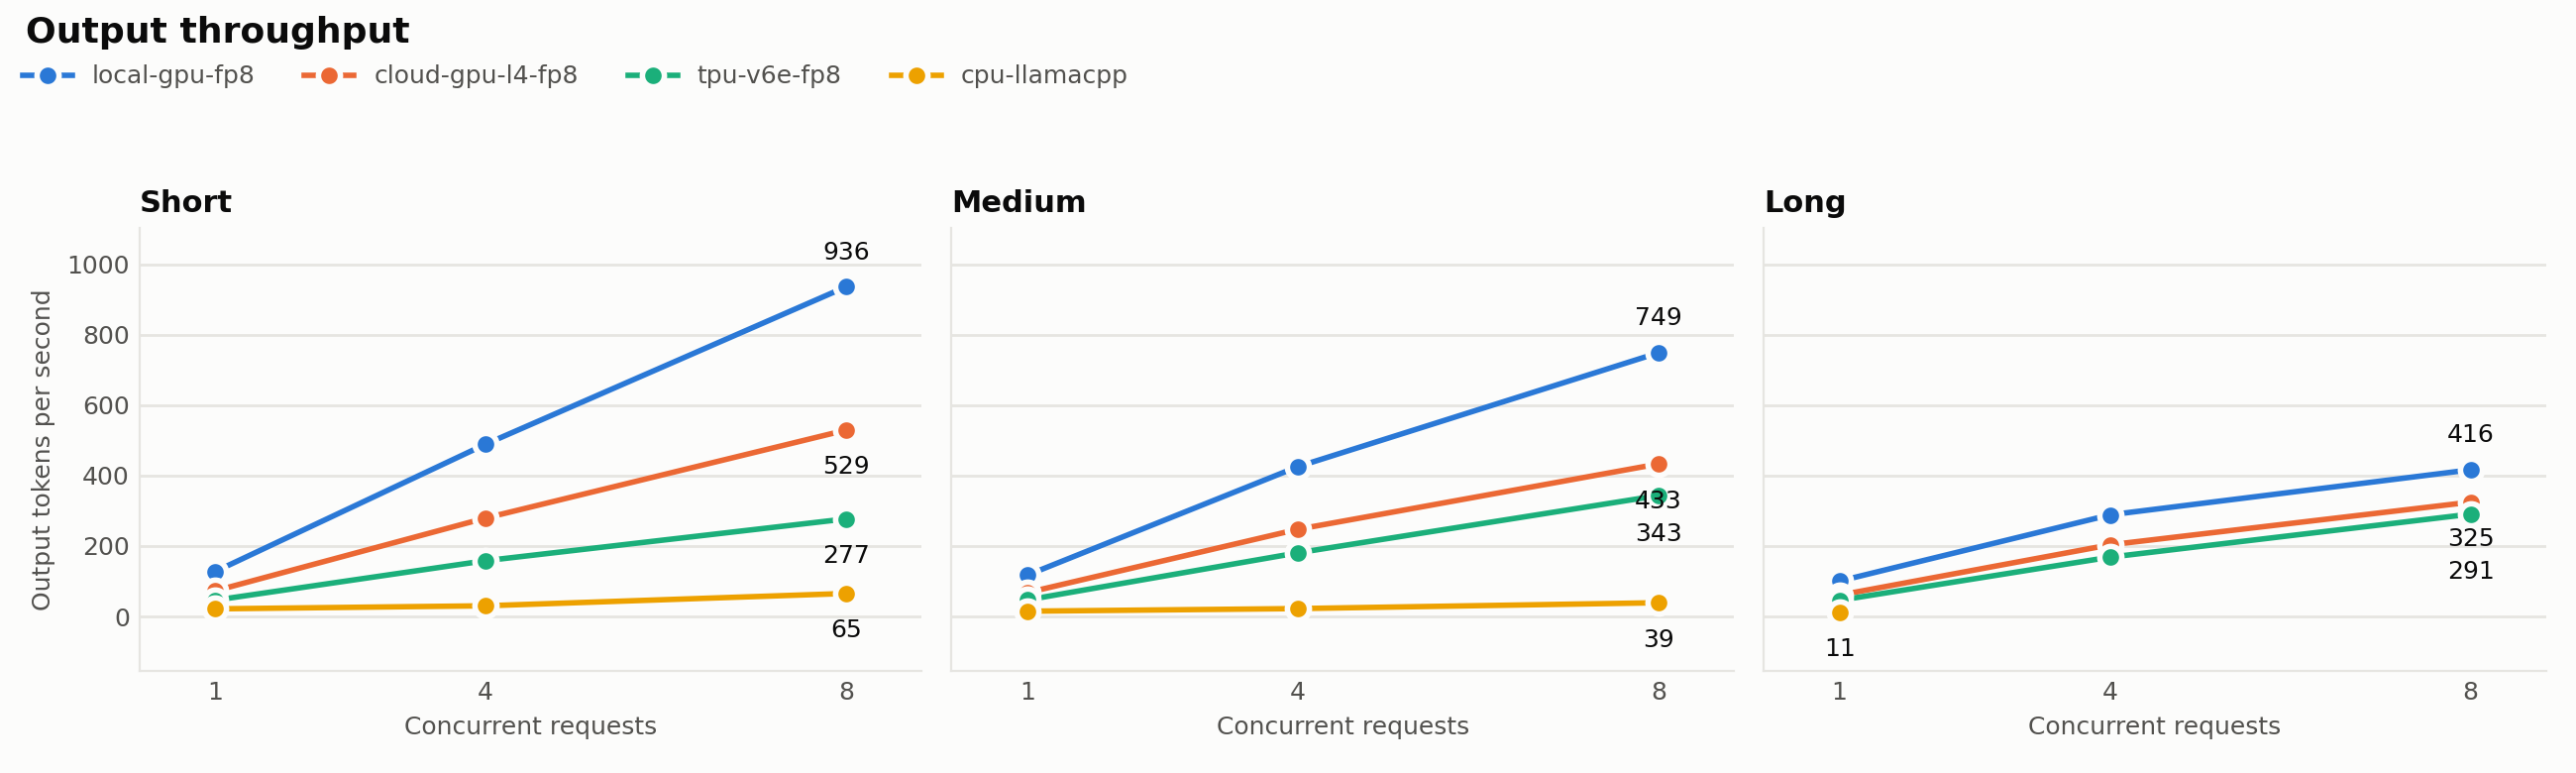 Output throughput
local-gpu-fp8 cloud-gpu-l4-fp8 tpu-v6e-fp8 cpu-llamacpp
Short
Medium
Long
Output tokens per second
1000
800
600
400
200
0
936
529
277
65
1 4 8
Concurrent requests
749
433
343
39
1 4 8
Concurrent requests
416
325
291
11
1 4 8
Concurrent requests